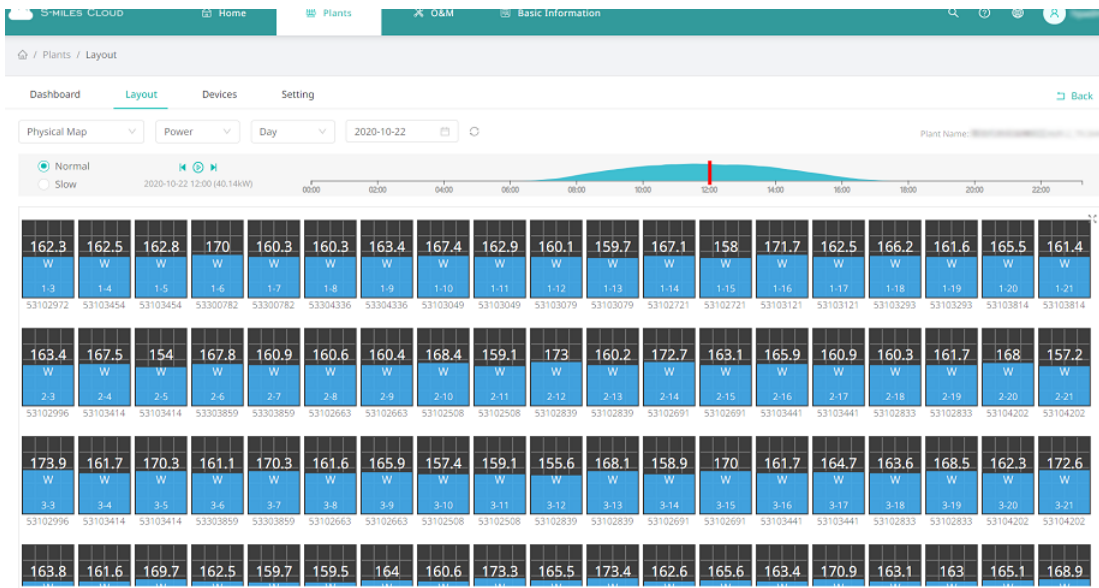 S-MILES CLOUD Home Plants O&M Basic Information
/ Plants / Layout
Dashboard Layout Devices Setting Back
Physical Map Power Day 2020-10-22 Plant Name:
Normal
Slow 2020-10-22 12:00 (40.14kW) 00:00 02:00 04:00 06:00 08:00 10:00 12:00 14:00 16:00 18:00 20:00 22:00
162.3 162.5 162.8 170 160.3 160.3 163.4 167.4 162.9 160.1 159.7 167.1 158 171.7 162.5 166.2 161.6 165.5 161.4
W W W W W W W W W W W W W W W W W W W
1-3 1-4 1-5 1-6 1-7 1-8 1-9 1-10 1-11 1-12 1-13 1-14 1-15 1-16 1-17 1-18 1-19 1-20 1-21
53102972 53103454 53103454 53300782 53300782 53304336 53304336 53103049 53103049 53103079 53103079 53102721 53102721 53103121 53103121 53103293 53103293 53103814 53103814
163.4 167.5 154 167.8 160.9 160.6 160.4 168.4 159.1 173 160.2 172.7 163.1 165.9 160.9 160.3 161.7 168 157.2
W W W W W W W W W W W W W W W W W W W
2-3 2-4 2-5 2-6 2-7 2-8 2-9 2-10 2-11 2-12 2-13 2-14 2-15 2-16 2-17 2-18 2-19 2-20 2-21
53102996 53103414 53103414 53303859 53303859 53102663 53102663 53102508 53102508 53102839 53102839 53102691 53102691 53103441 53103441 53102833 53102833 53104202 53104202
173.9 161.7 170.3 161.1 170.3 161.6 165.9 157.4 159.1 155.6 168.1 158.9 170 161.7 164.7 163.6 168.5 162.3 172.6
W W W W W W W W W W W W W W W W W W W
3-3 3-4 3-5 3-6 3-7 3-8 3-9 3-10 3-11 3-12 3-13 3-14 3-15 3-16 3-17 3-18 3-19 3-20 3-21
53102996 53103414 53103414 53303859 53303859 53102663 53102663 53102508 53102508 53102839 53102839 53102691 53102691 53103441 53103441 53102833 53102833 53104202 53104202
163.8 161.6 169.7 162.5 159.7 159.5 164 160.6 173.3 165.5 173.4 162.6 165.6 163.4 170.9 163.1 163 165.1 168.9